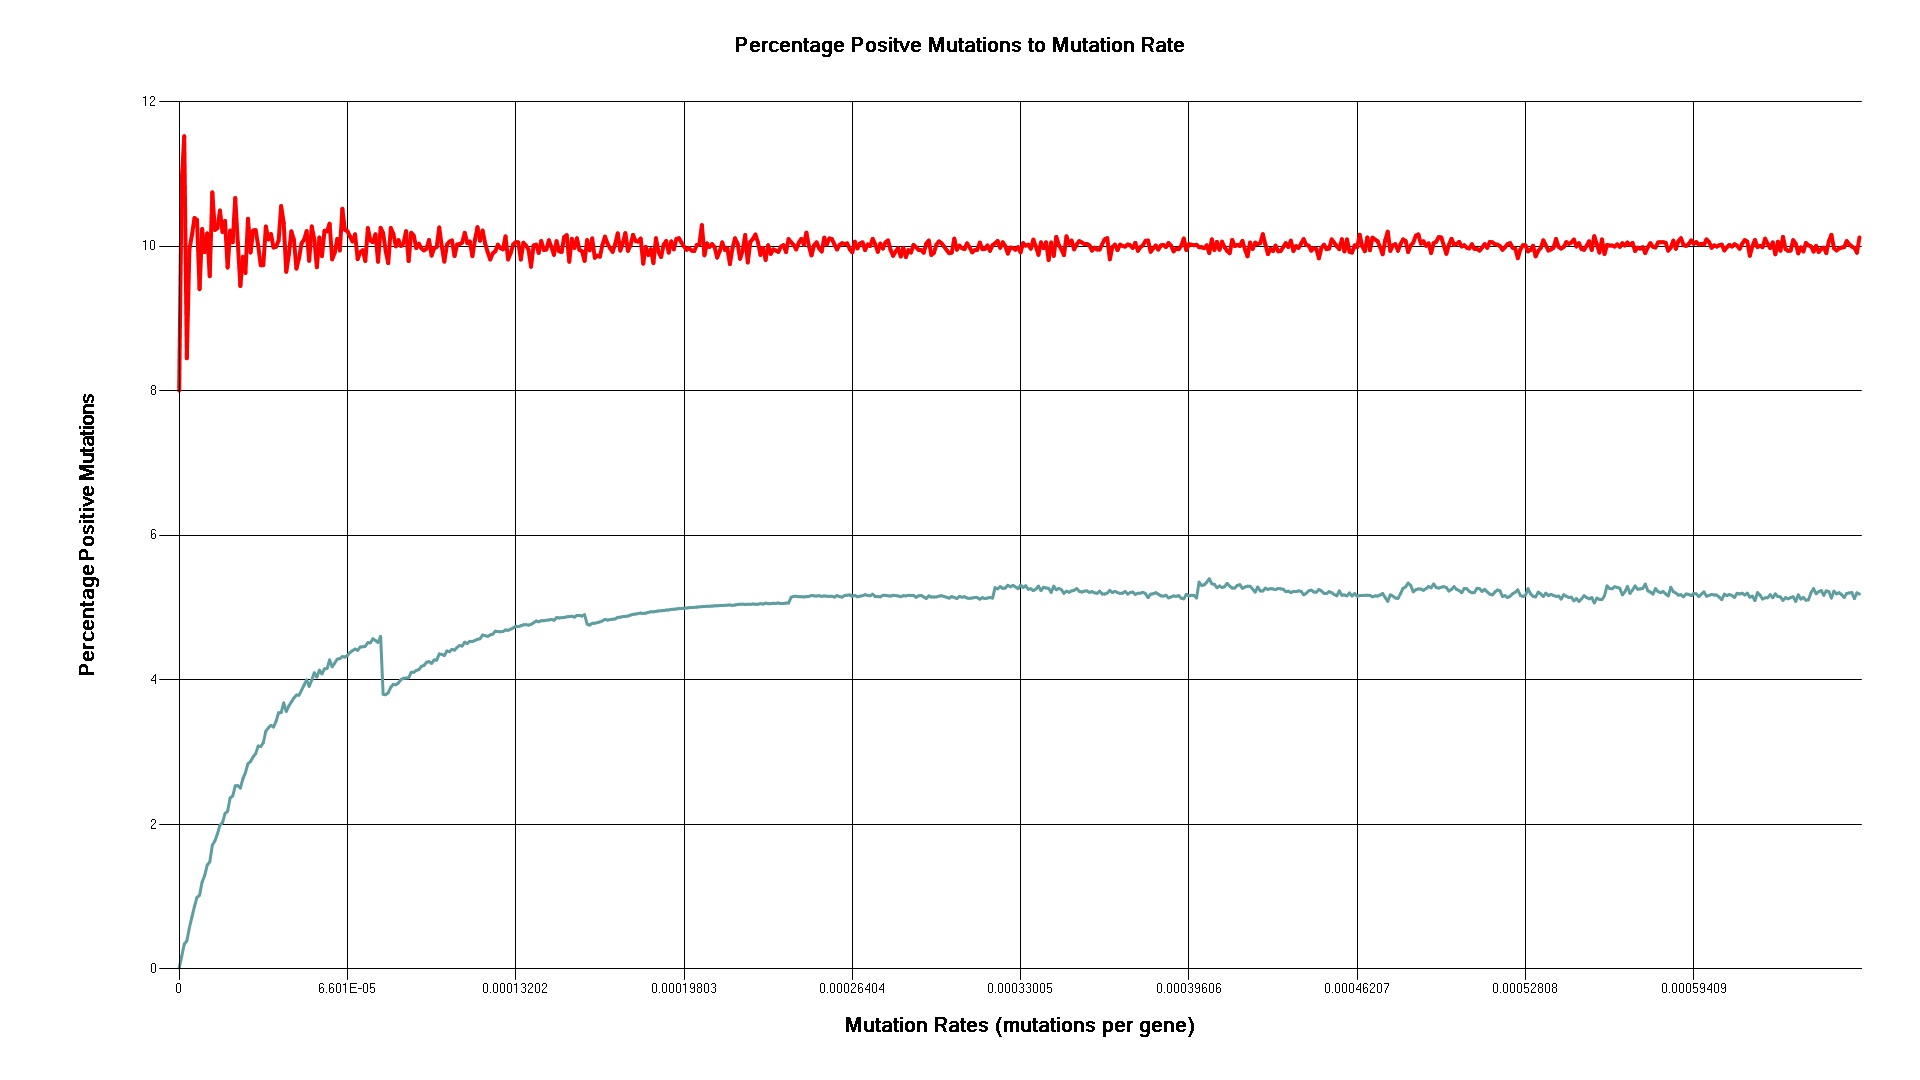 Percentage Positve Mutations to Mutation Rate
12
10
8
6
4
2
0
Percentage Positive Mutations
0 6.601E-05 0.00013202 0.00019803 0.00026404 0.00033005 0.00039606 0.00046207 0.00052808 0.00059409
Mutation Rates (mutations per gene)